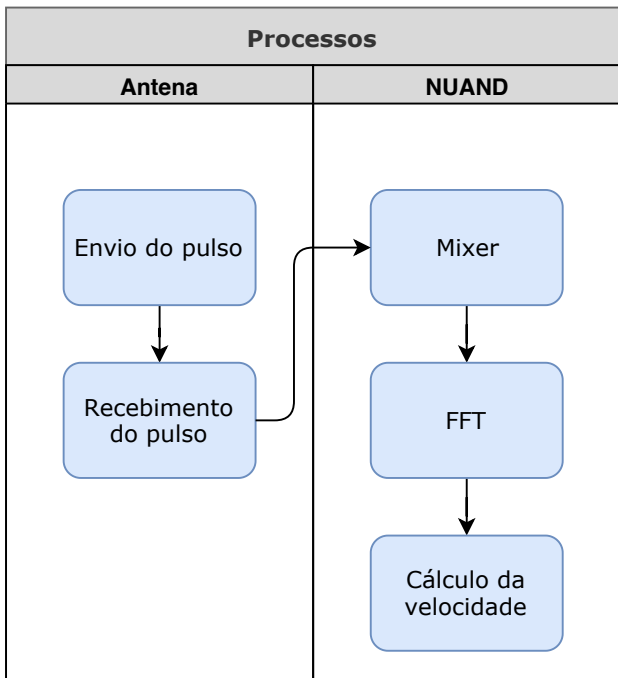 Processos
Antena
NUAND
Envio do pulso
Recebimento
do pulso
Mixer
FFT
Cálculo da
velocidade